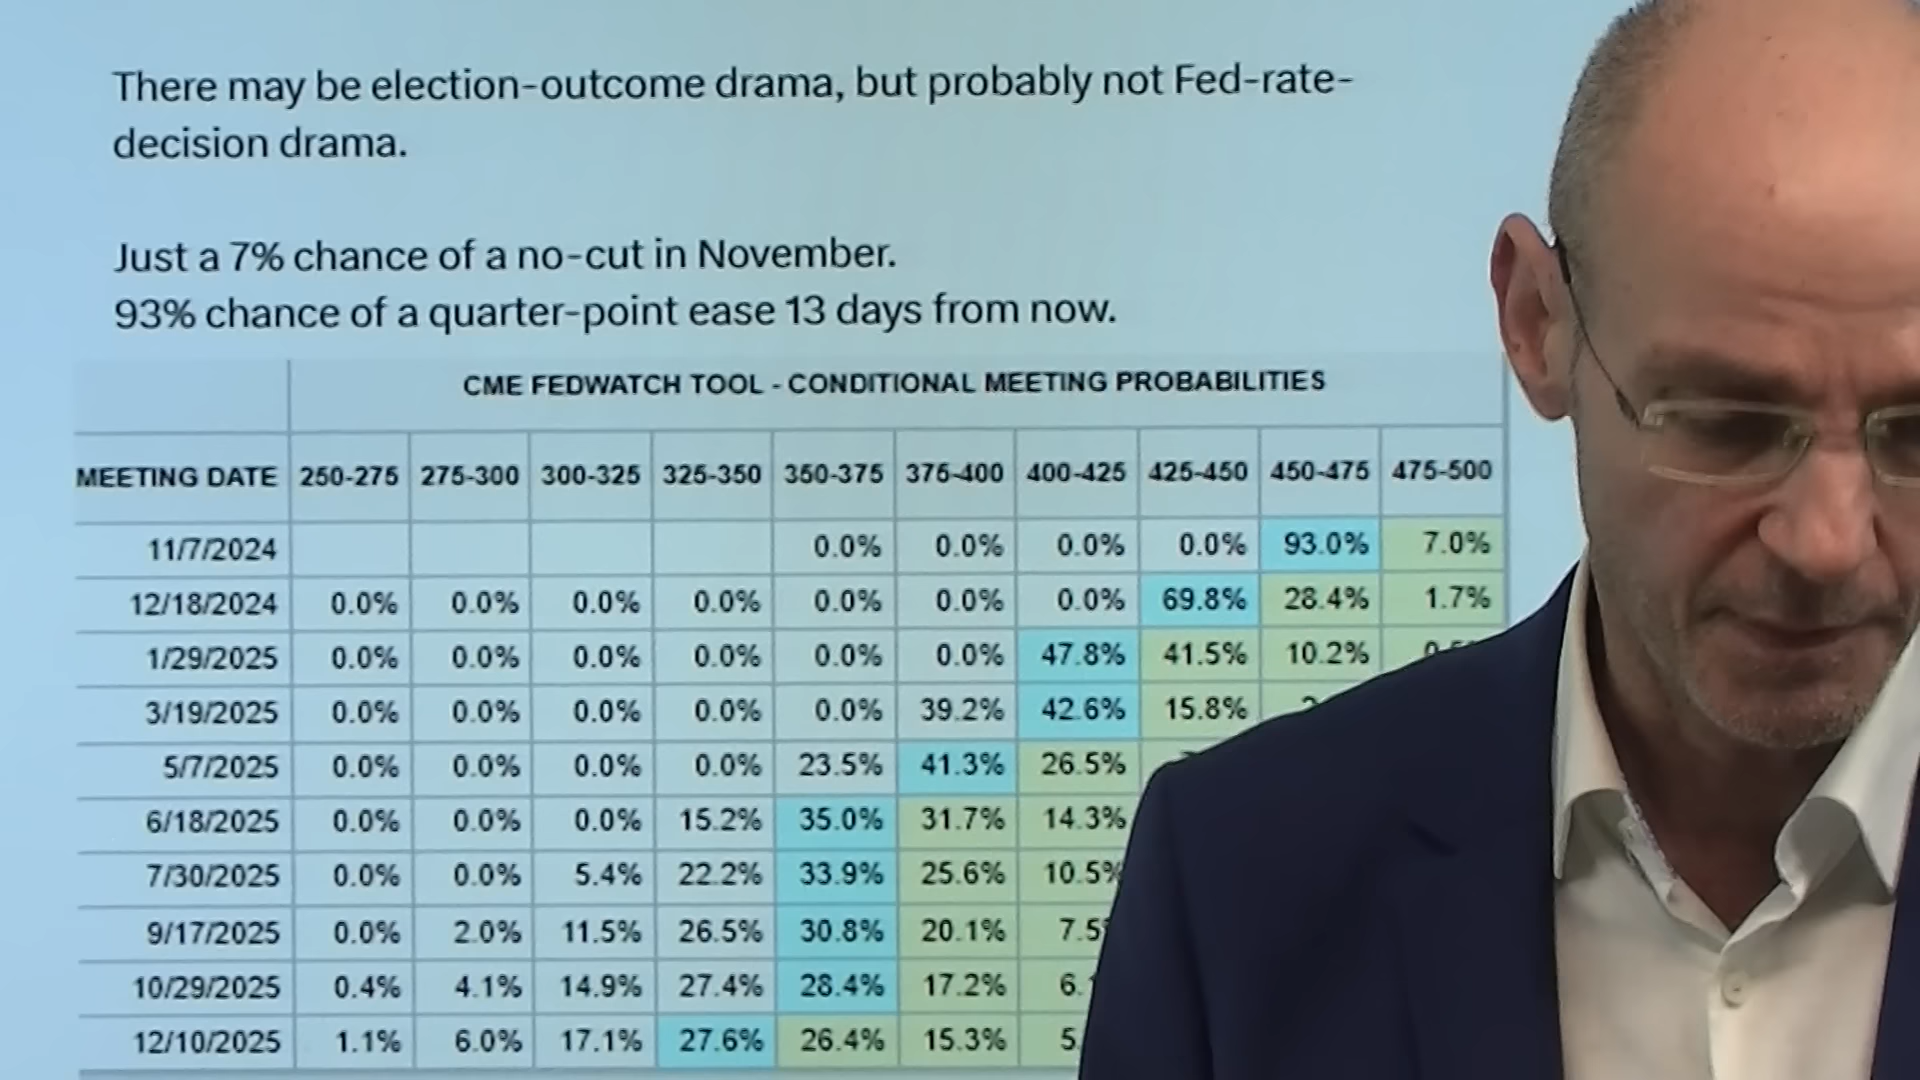 There may be election-outcome drama, but probably not Fed-rate-
decision drama.
Just a 7% chance of a no-cut in November.
93% chance of a quarter-point ease 13 days from now.
CME FEDWATCH TOOL - CONDITIONAL MEETING PROBABILITIES
MEETING DATE 250-275 275-300 300-325 325-350 350-375 375-400 400-425 425-450 450-475 475-500
11/7/2024 0.0% 0.0% 0.0% 0.0% 93.0% 7.0%
12/18/2024 0.0% 0.0% 0.0% 0.0% 0.0% 0.0% 0.0% 69.8% 28.4% 1.7%
1/29/2025 0.0% 0.0% 0.0% 0.0% 0.0% 0.0% 47.8% 41.5% 10.2%
3/19/2025 0.0% 0.0% 0.0% 0.0% 0.0% 39.2% 42.6% 15.8%
5/7/2025 0.0% 0.0% 0.0% 0.0% 23.5% 41.3% 26.5%
6/18/2025 0.0% 0.0% 0.0% 15.2% 35.0% 31.7% 14.3%
7/30/2025 0.0% 0.0% 5.4% 22.2% 33.9% 25.6% 10.5%
9/17/2025 0.0% 2.0% 11.5% 26.5% 30.8% 20.1% 7.5
10/29/2025 0.4% 4.1% 14.9% 27.4% 28.4% 17.2% 6.
12/10/2025 1.1% 6.0% 17.1% 27.6% 26.4% 15.3% 5.